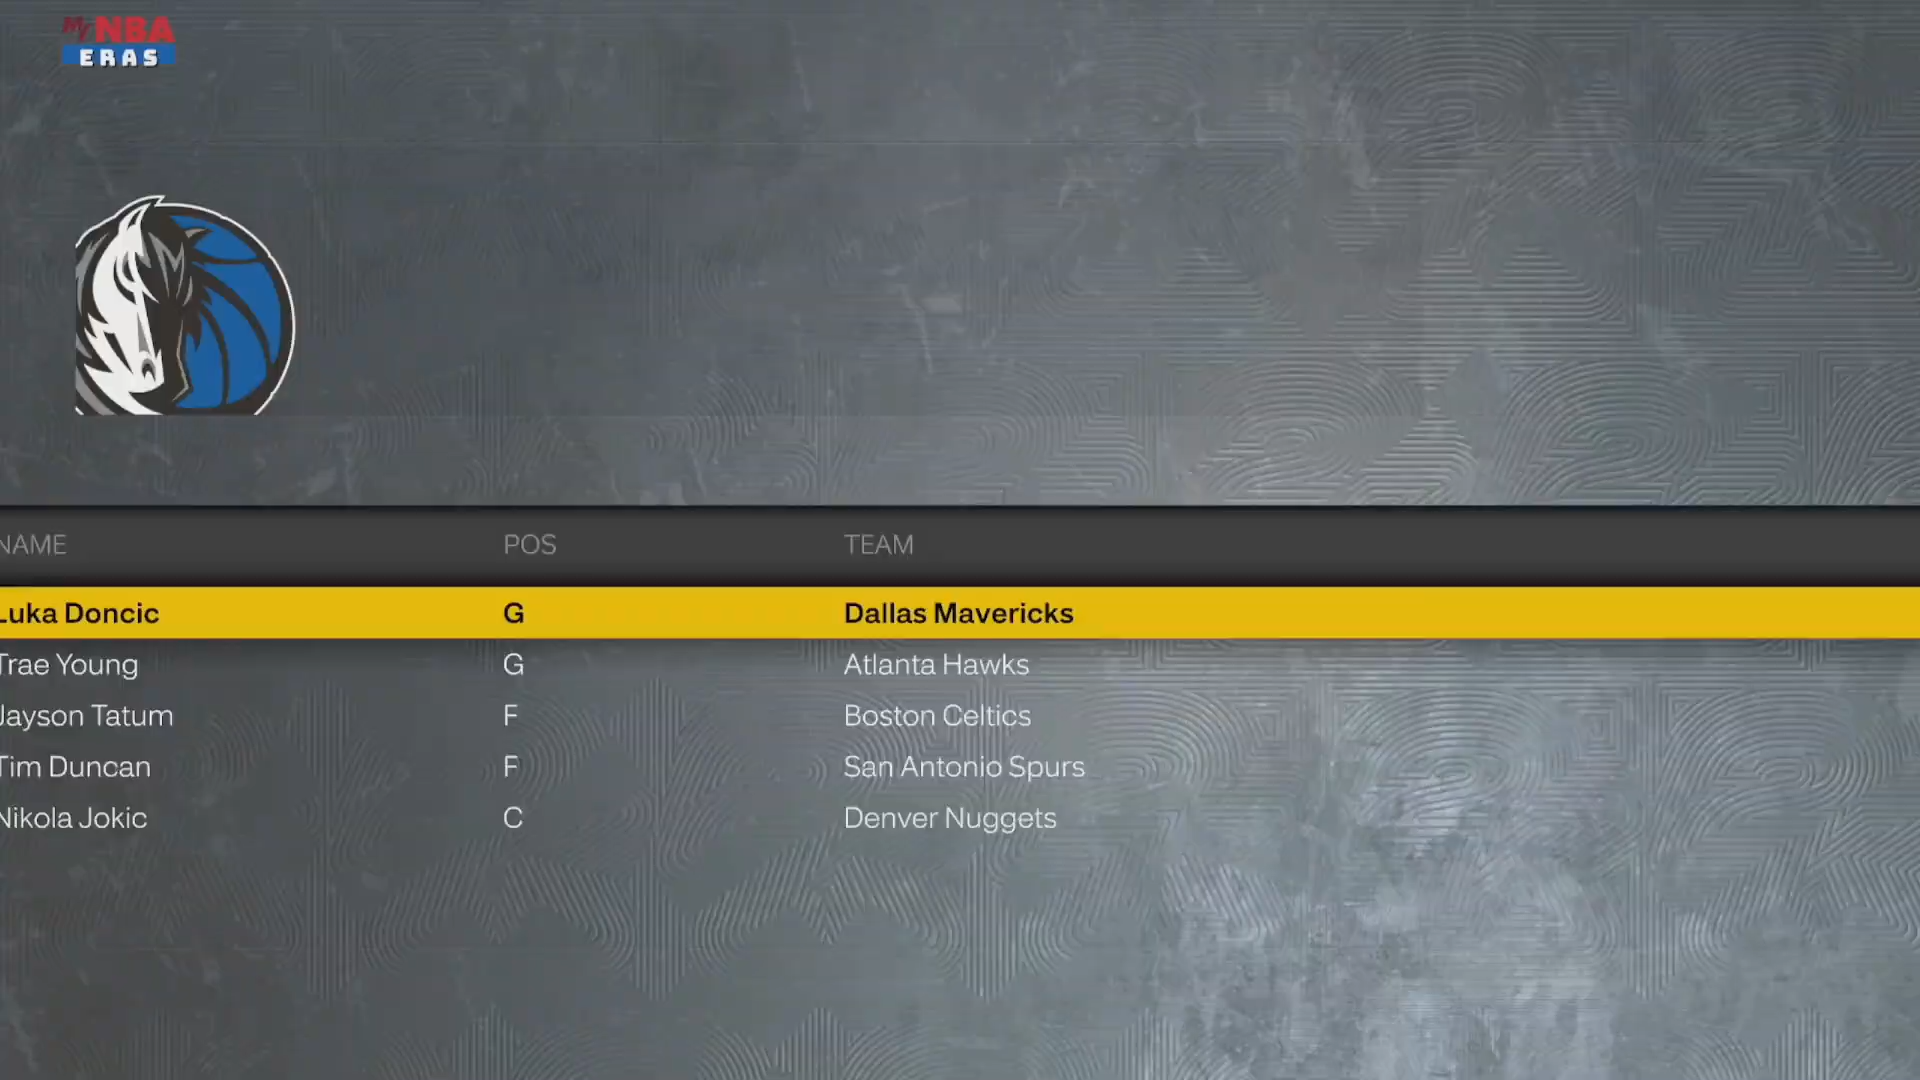 My NBA
ERAS
NAME POS TEAM
Luka Doncic G Dallas Mavericks
Trae Young G Atlanta Hawks
Jayson Tatum F Boston Celtics
Tim Duncan F San Antonio Spurs
Nikola Jokic C Denver Nuggets